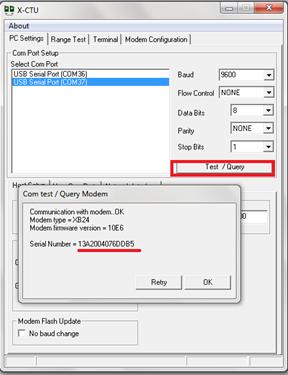 X-CTU
About
PC Settings Range Test Terminal Modem Configuration
Com Port Setup
Select Com Port
USB Serial Port (COM36)
USB Serial Port (COM37)
Baud 9600
Flow Control NONE
Data Bits 8
Parity NONE
Stop Bits 1
Test / Query
Com test / Query Modem
Communication with modem..OK
Modem type = XB24
Modem firmware version = 10E6
Serial Number = 13A2004076DDB5
Retry OK
Modem Flash Update
No baud change